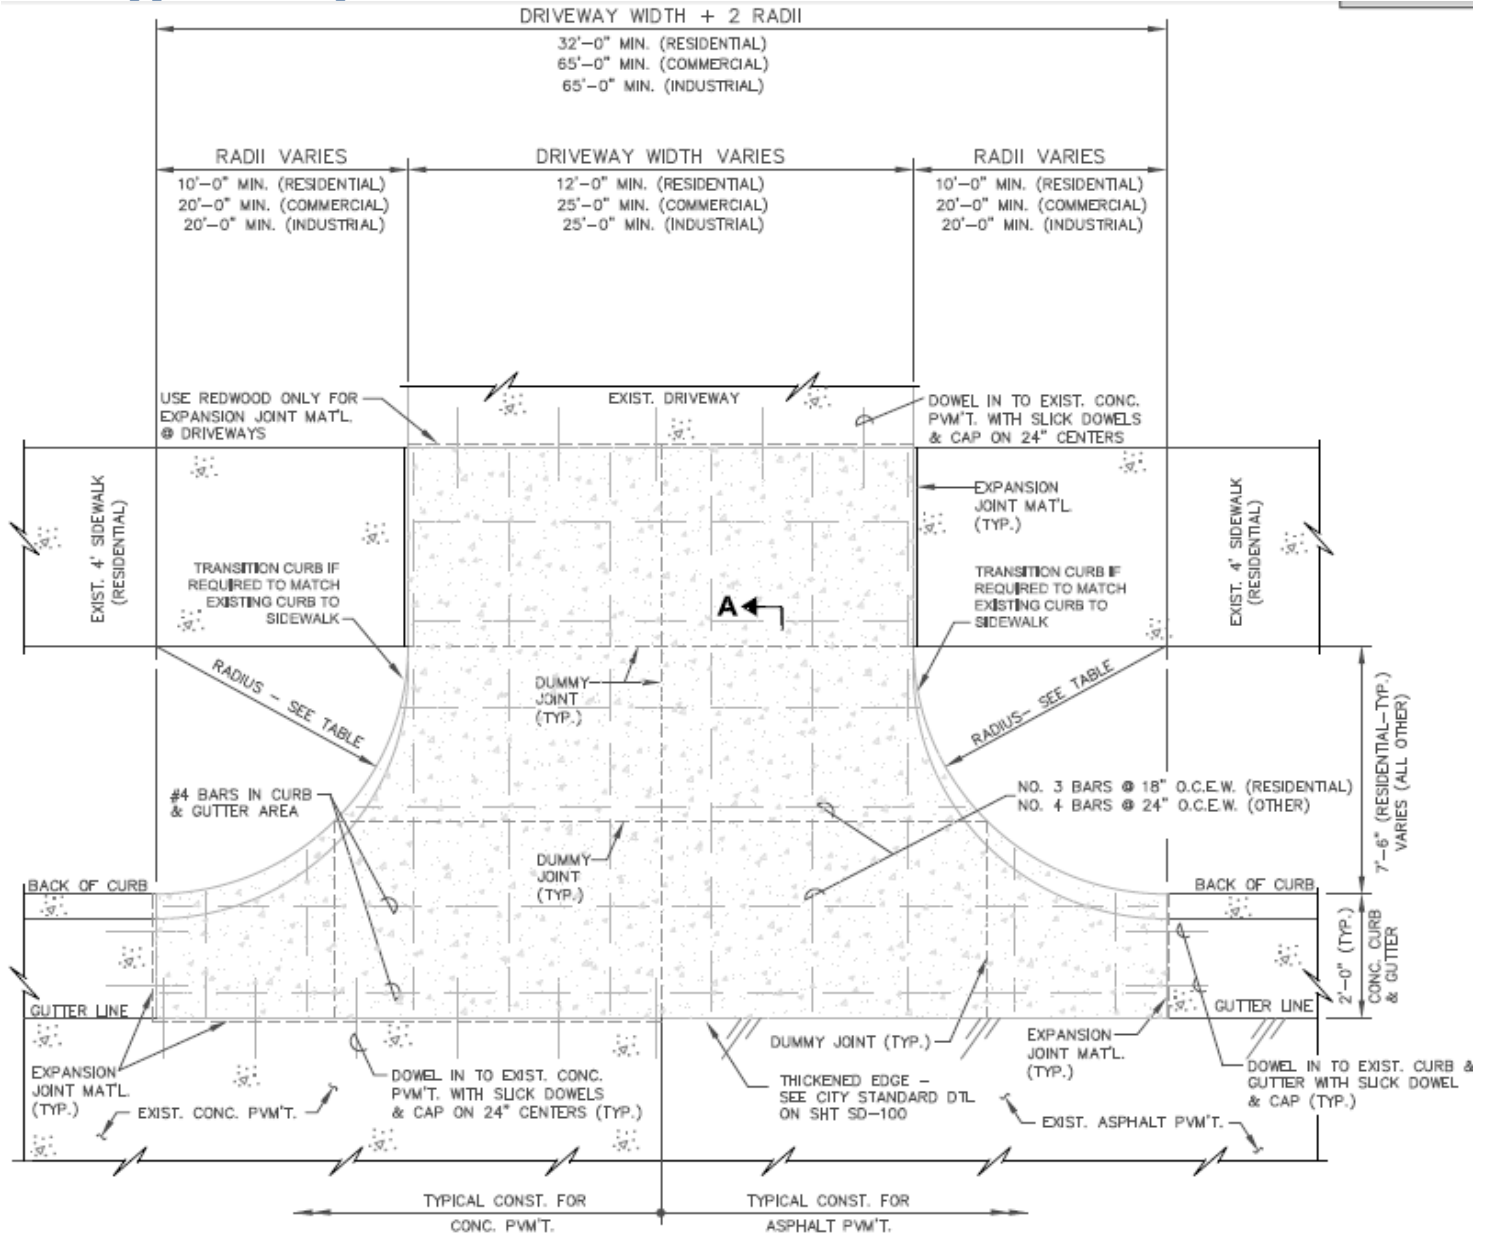 DRIVEWAY WIDTH + 2 RADII
32'-0" MIN. (RESIDENTIAL)
65'-0" MIN. (COMMERCIAL)
65'-0" MIN. (INDUSTRIAL)
RADII VARIES
10'-0" MIN. (RESIDENTIAL)
20'-0" MIN. (COMMERCIAL)
20'-0" MIN. (INDUSTRIAL)
DRIVEWAY WIDTH VARIES
12'-0" MIN. (RESIDENTIAL)
25'-0" MIN. (COMMERCIAL)
25'-0" MIN. (INDUSTRIAL)
RADII VARIES
10'-0" MIN. (RESIDENTIAL)
20'-0" MIN. (COMMERCIAL)
20'-0" MIN. (INDUSTRIAL)
USE REDWOOD ONLY FOR
EXPANSION JOINT MAT'L.
@ DRIVEWAYS
EXIST. DRIVEWAY
DOWEL IN TO EXIST. CONC.
PVM'T. WITH SLICK DOWELS
& CAP ON 24" CENTERS
EXIST. 4' SIDEWALK
(RESIDENTIAL)
EXPANSION
JOINT MAT'L.
(TYP.)
EXIST. 4' SIDEWALK
(RESIDENTIAL)
TRANSITION CURB IF
REQUIRED TO MATCH
EXISTING CURB TO
SIDEWALK
A
TRANSITION CURB IF
REQUIRED TO MATCH
EXISTING CURB TO
SIDEWALK
RADIUS - SEE TABLE
DUMMY
JOINT
(TYP.)
RADIUS- SEE TABLE
7'-6" (RESIDENTIAL-TYP.)
VARIES (ALL OTHER)
#4 BARS IN CURB
& GUTTER AREA
NO. 3 BARS @ 18" O.C.E.W. (RESIDENTIAL)
NO. 4 BARS @ 24" O.C.E.W. (OTHER)
DUMMY
JOINT
(TYP.)
BACK OF CURB
BACK OF CURB
2'-0" (TYP.)
CONC. CURB
& GUTTER
GUTTER LINE
GUTTER LINE
EXPANSION
JOINT MAT'L.
(TYP.)
DUMMY JOINT (TYP.)
EXPANSION
JOINT MAT'L.
(TYP.)
DOWEL IN TO EXIST. CURB &
GUTTER WITH SLICK DOWEL
& CAP (TYP.)
DOWEL IN TO EXIST. CONC.
PVM'T. WITH SLICK DOWELS
& CAP ON 24" CENTERS (TYP.)
THICKENED EDGE -
SEE CITY STANDARD DTL
ON SHT SD-100
EXIST. CONC. PVM'T.
EXIST. ASPHALT PVM'T.
TYPICAL CONST. FOR
CONC. PVM'T.
TYPICAL CONST. FOR
ASPHALT PVM'T.